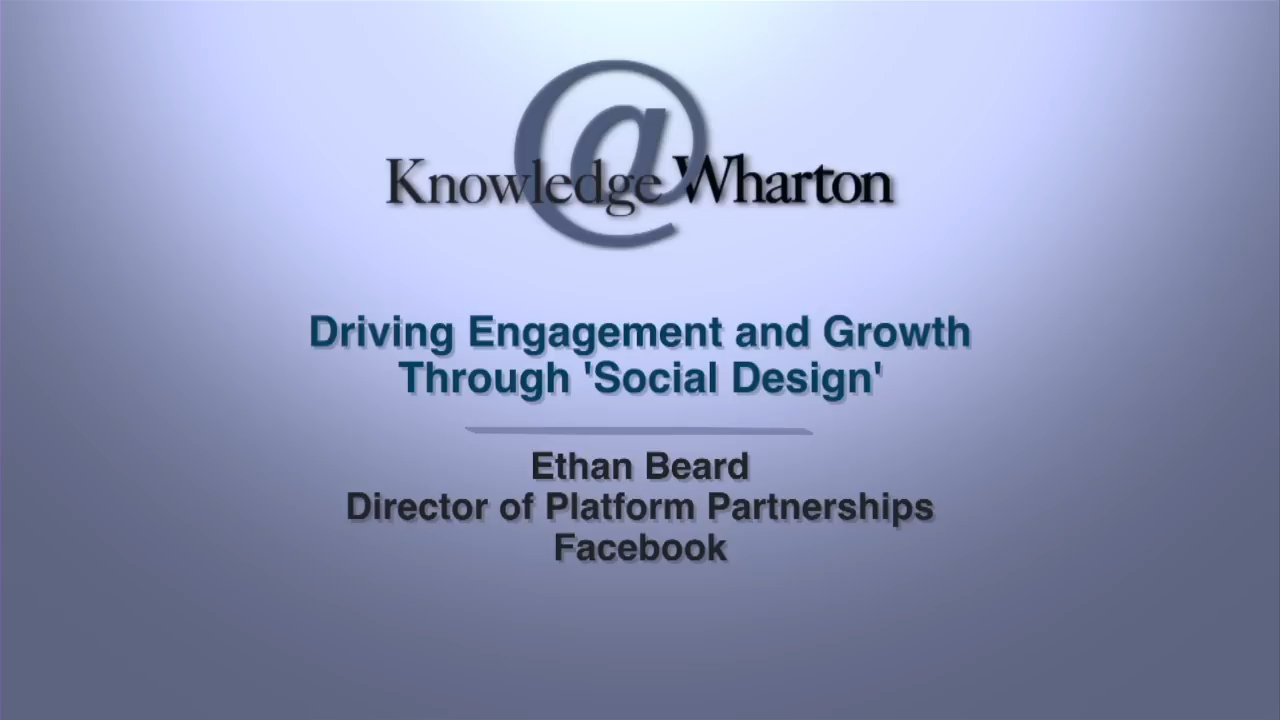 Knowledge@Wharton
Driving Engagement and Growth
Through 'Social Design'
Ethan Beard
Director of Platform Partnerships
Facebook